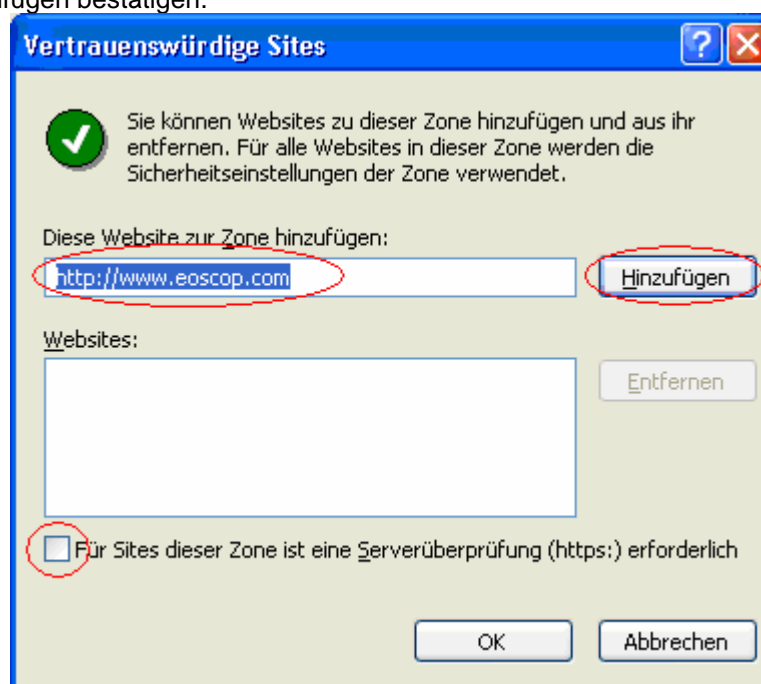 bestätigen.
Vertrauenswürdige Sites
Sie können Websites zu dieser Zone hinzufügen und aus ihr
entfernen. Für alle Websites in dieser Zone werden die
Sicherheitseinstellungen der Zone verwendet.
Diese Website zur Zone hinzufügen:
http://www.eoscop.com Hinzufügen
Websites:
Entfernen
Für Sites dieser Zone ist eine Serverüberprüfung (https:) erforderlich
OK Abbrechen